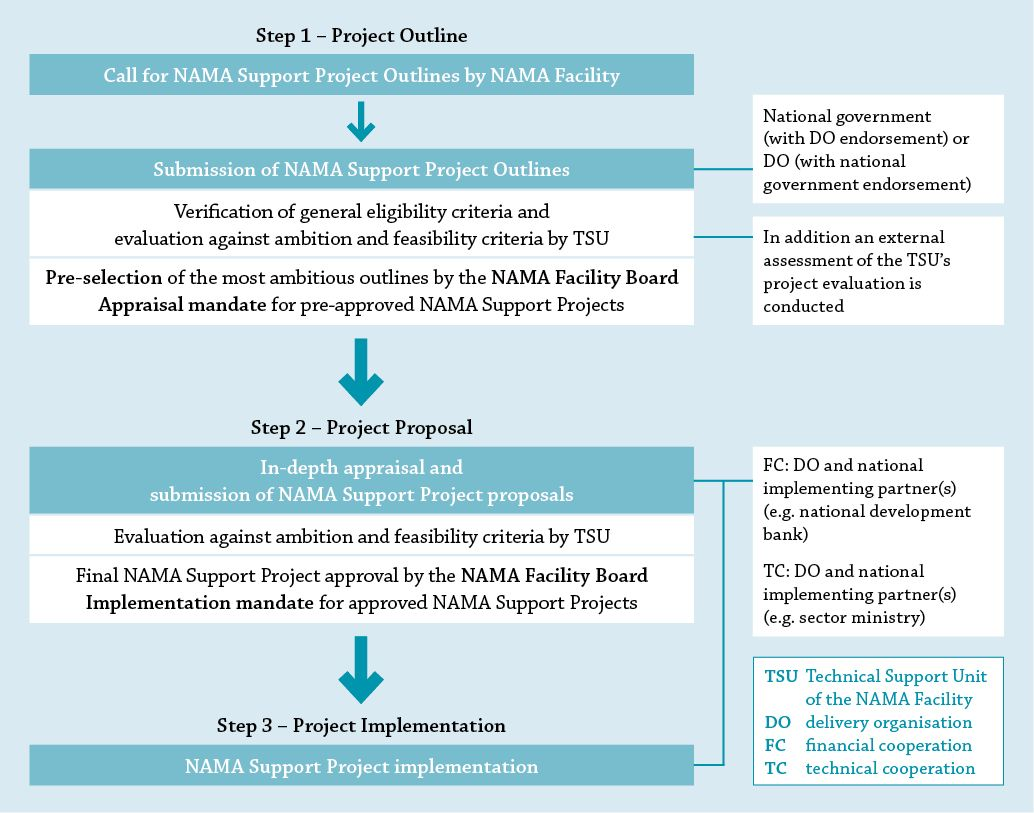 Step 1 – Project Outline
Call for NAMA Support Project Outlines by NAMA Facility
Submission of NAMA Support Project Outlines
National government
(with DO endorsement) or
DO (with national
government endorsement)
Verification of general eligibility criteria and
evaluation against ambition and feasibility criteria by TSU
In addition an external
assessment of the TSU’s
project evaluation is
conducted
Pre-selection of the most ambitious outlines by the NAMA Facility Board
Appraisal mandate for pre-approved NAMA Support Projects
Step 2 – Project Proposal
In-depth appraisal and
submission of NAMA Support Project proposals
FC: DO and national
implementing partner(s)
(e.g. national development
bank)
TC: DO and national
implementing partner(s)
(e.g. sector ministry)
Evaluation against ambition and feasibility criteria by TSU
Final NAMA Support Project approval by the NAMA Facility Board
Implementation mandate for approved NAMA Support Projects
Step 3 – Project Implementation
NAMA Support Project implementation
TSU Technical Support Unit
of the NAMA Facility
DO delivery organisation
FC financial cooperation
TC technical cooperation